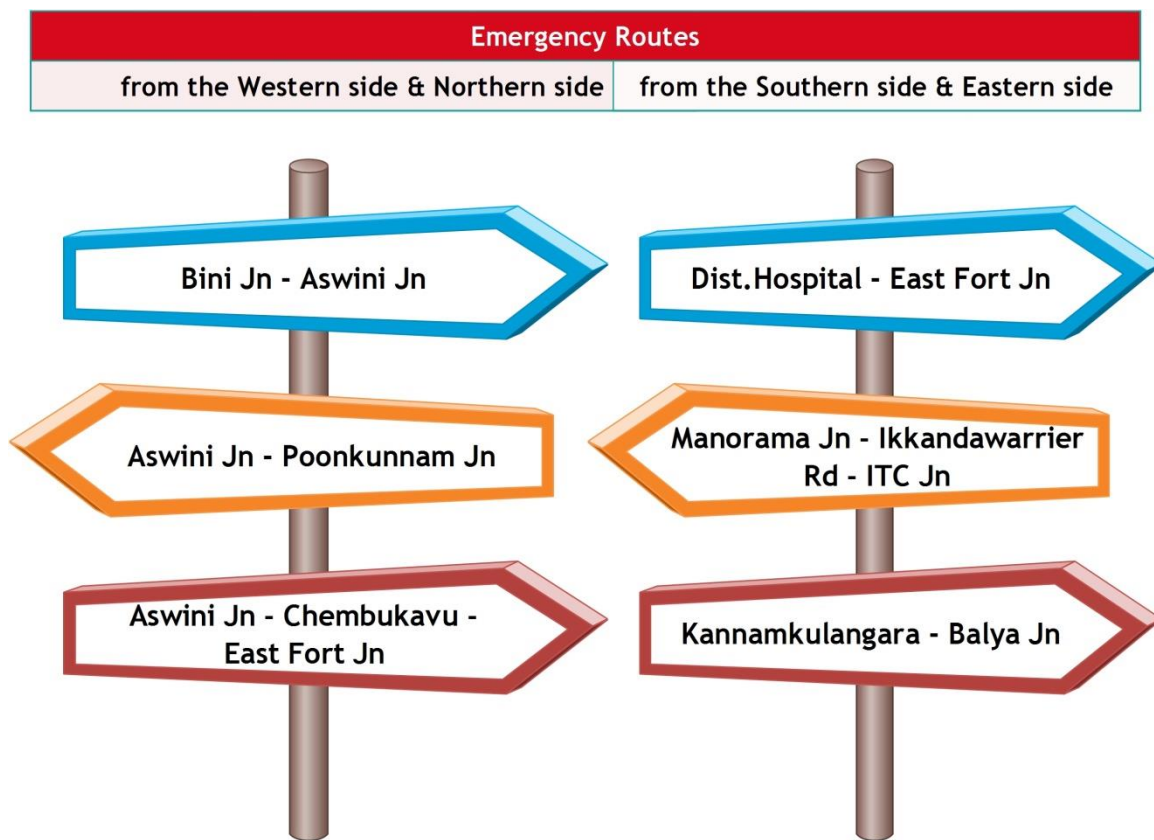 Emergency Routes
from the Western side & Northern side
from the Southern side & Eastern side
Bini Jn - Aswini Jn
Aswini Jn - Poonkunnam Jn
Aswini Jn - Chembukavu -
East Fort Jn
Dist.Hospital - East Fort Jn
Manorama Jn - Ikkandawarrier
Rd - ITC Jn
Kannamkulangara - Balya Jn